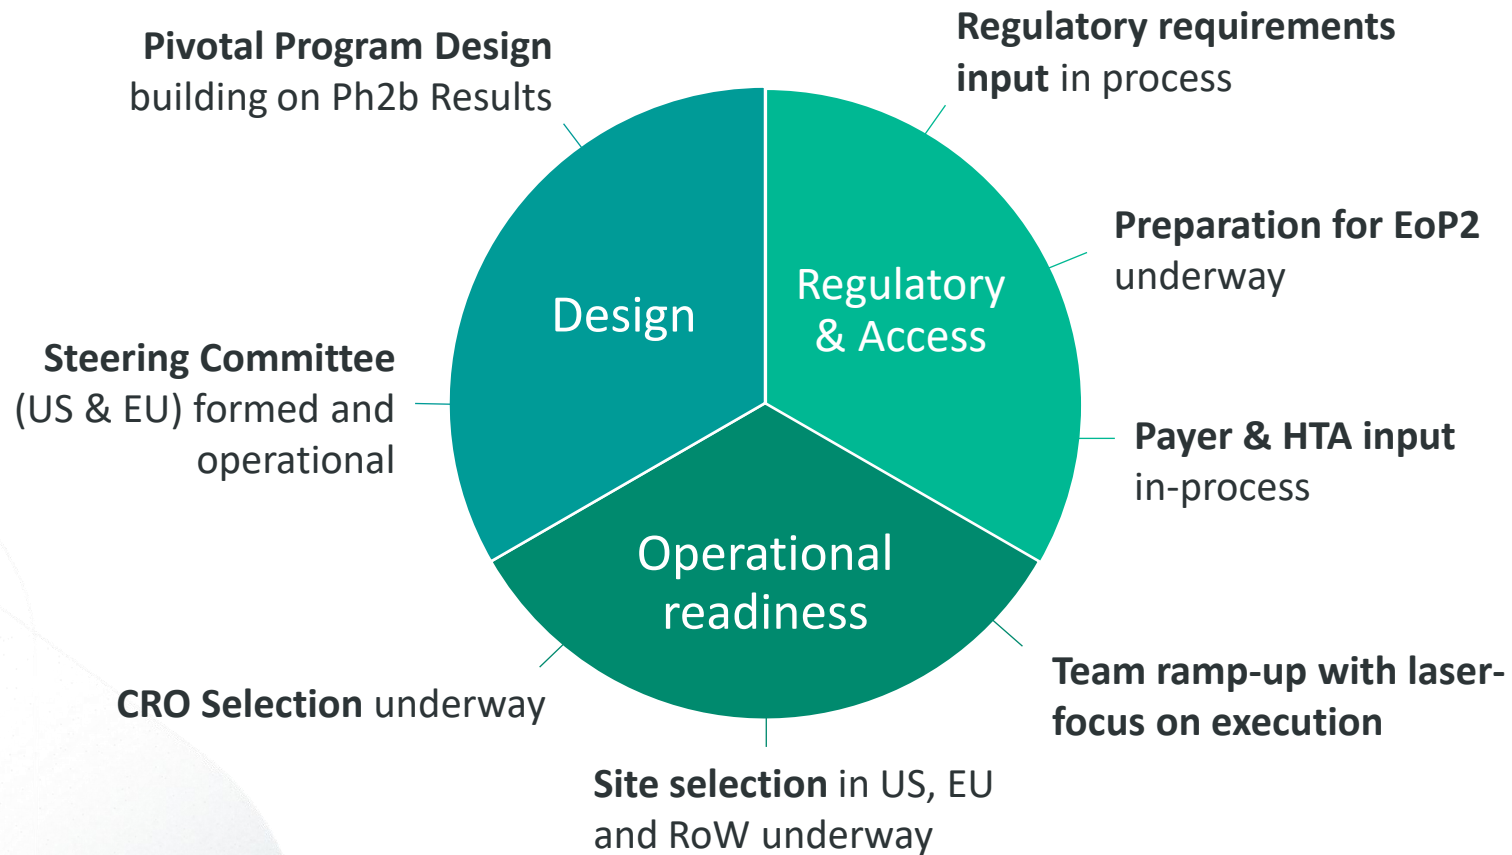 Pivotal Program Design
building on Ph2b Results
Regulatory requirements
input in process
Design
Regulatory
& Access
Preparation for EoP2
underway
Steering Committee
(US & EU) formed and
operational
Payer & HTA input
in-process
Operational
readiness
CRO Selection underway
Team ramp-up with laser-
focus on execution
Site selection in US, EU
and RoW underway